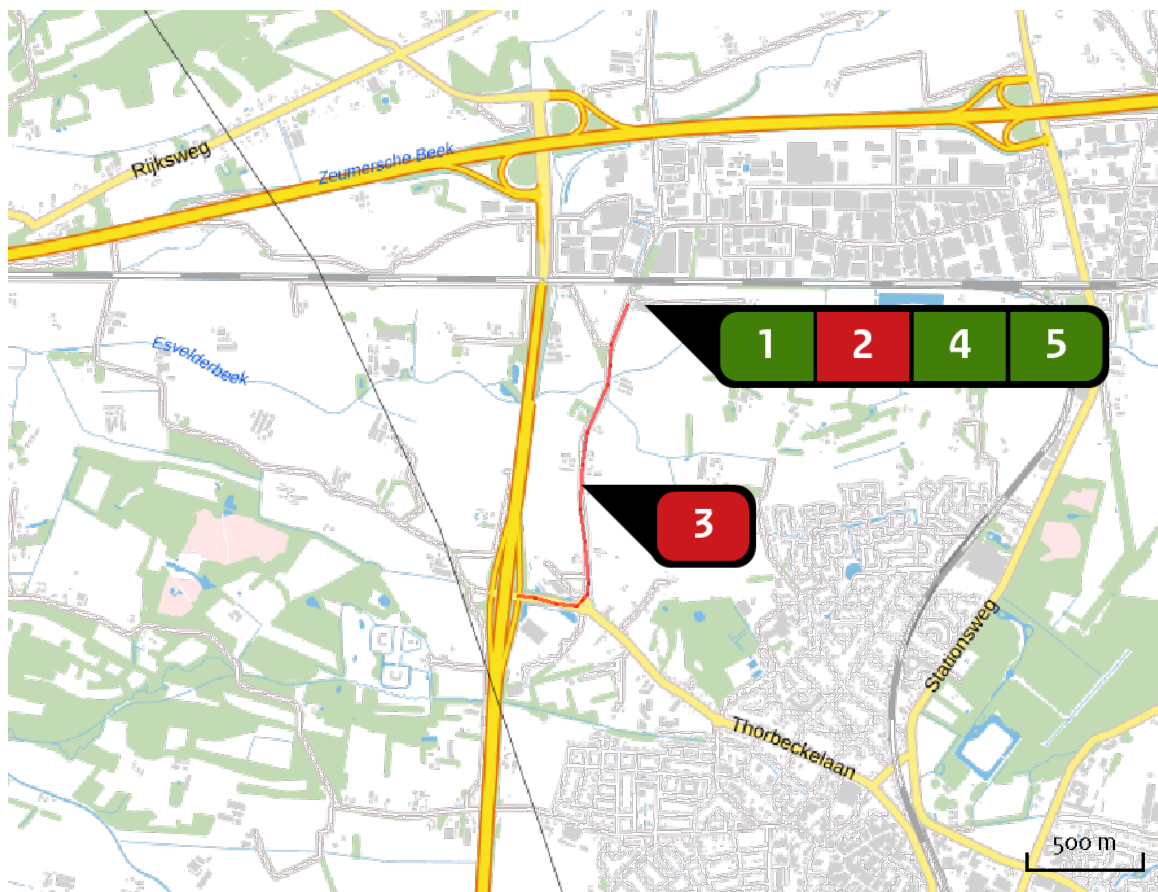 Rijksweg
Zeumersche Beek
Esvelderbeek
1 2 4 5
3
Stationsweg
Thorbeckelaan
500 m